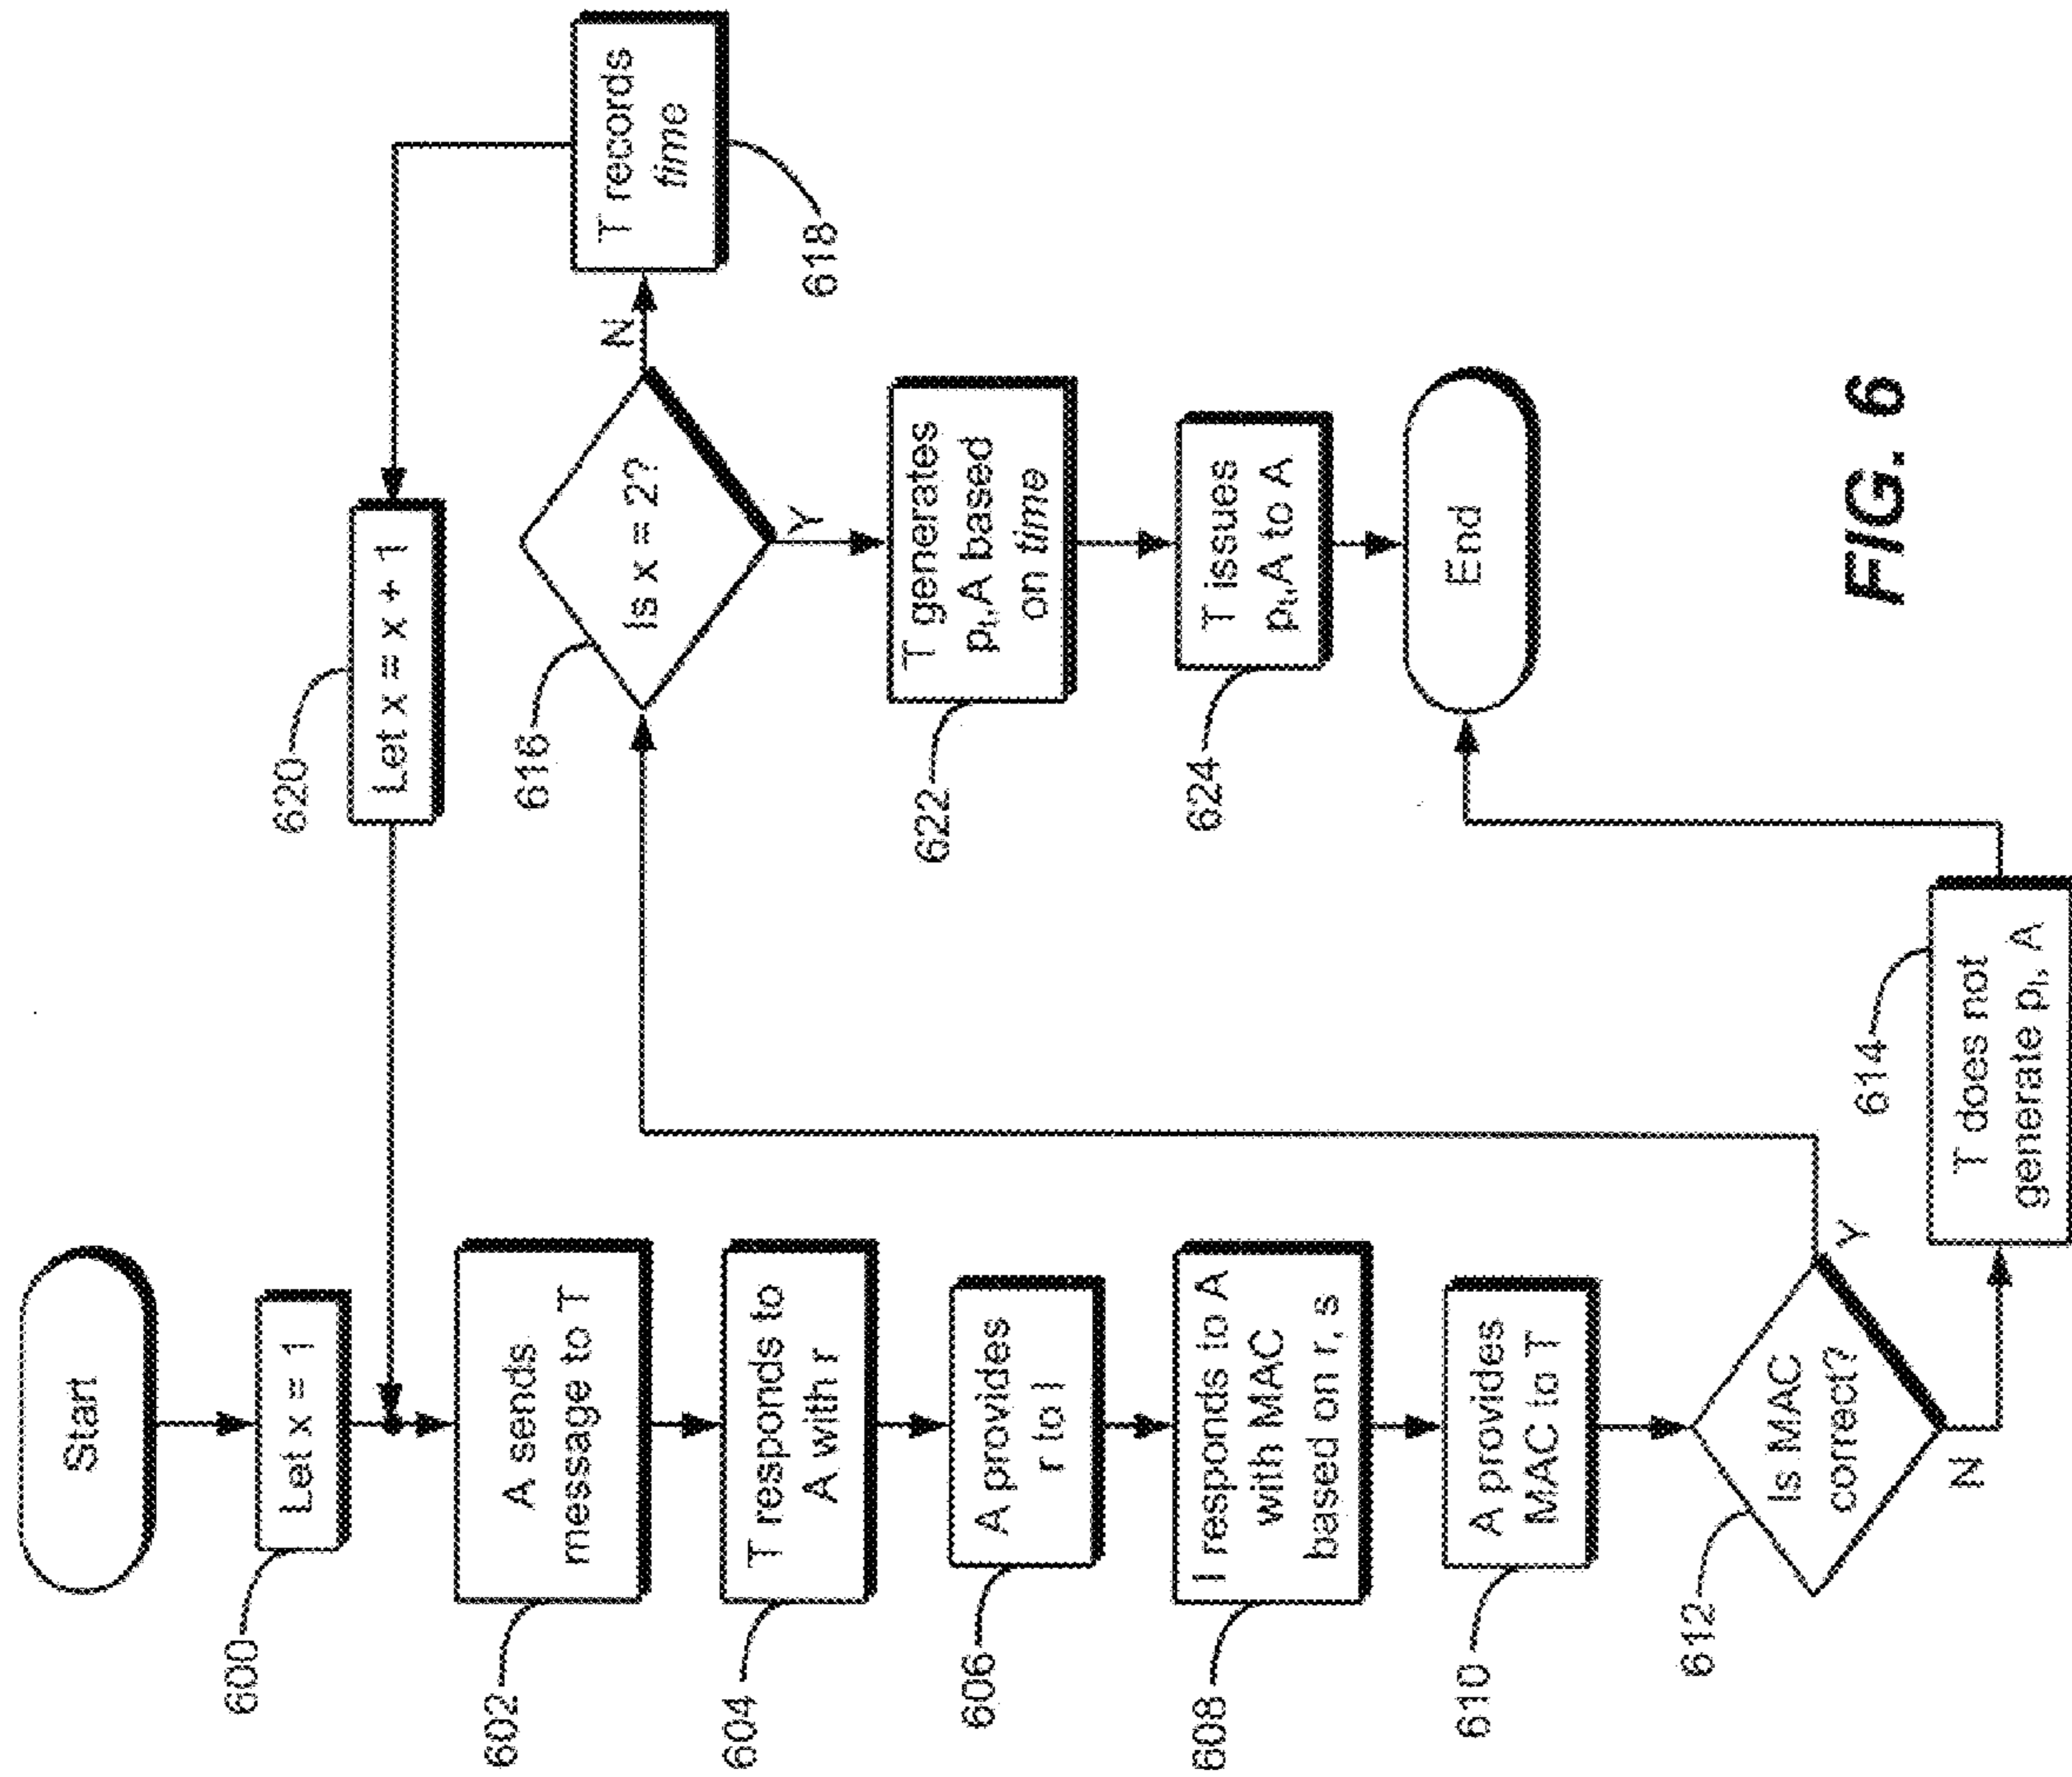 Start
600
Let x = 1
602
A sends
message to T
604
T responds to
A with r
606
A provides
r to I
608
I responds to A
with MAC
based on r, s
610
A provides
MAC to T
612
Is MAC
correct?
Y
N
614
T does not
generate pₜ, A
620
Let x = x + 1
616
Is x = 2?
N
Y
T records
time
618
622
T generates
pₜ,A based
on time
624
T issues
pₜ,A to A
End
FIG. 6